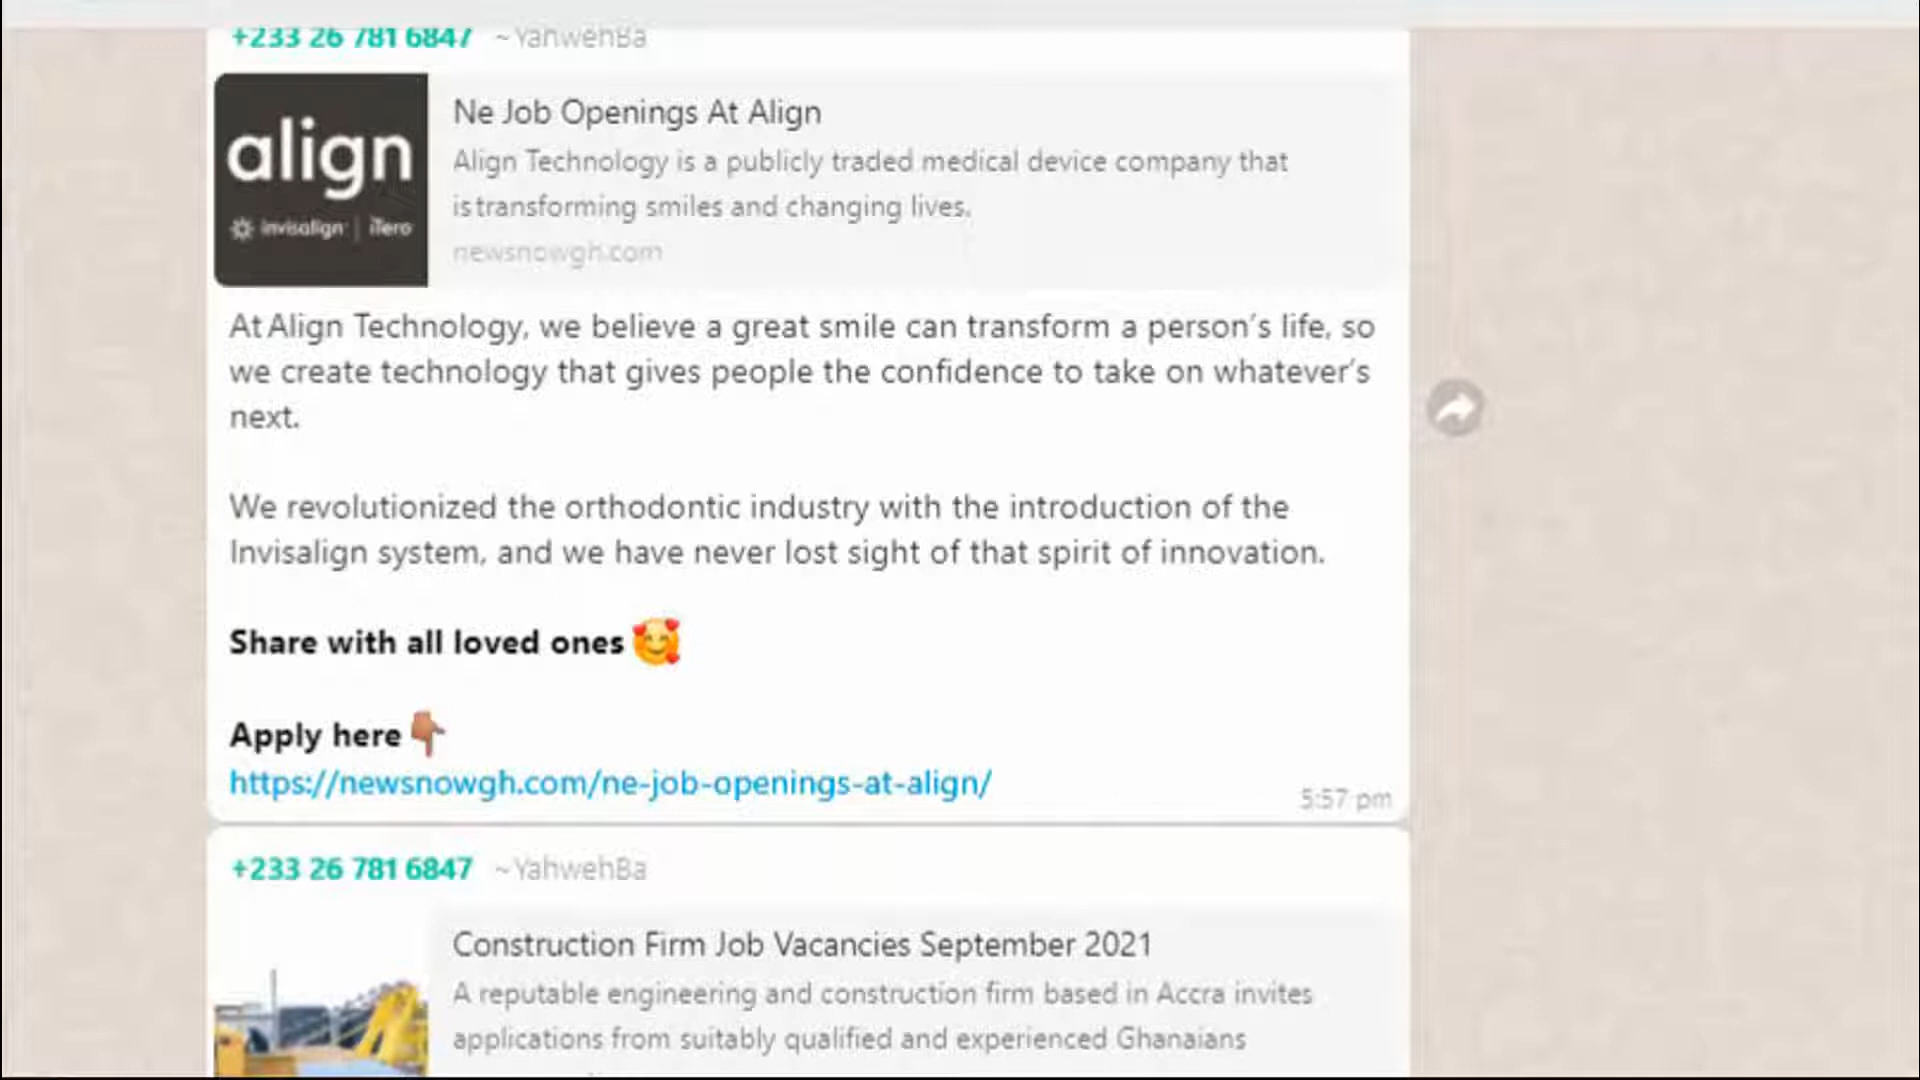 +233 26 781 6847 ~YahwehBa
align
invisalign | iTero
Ne Job Openings At Align
Align Technology is a publicly traded medical device company that
is transforming smiles and changing lives.
newsnowgh.com
At Align Technology, we believe a great smile can transform a person's life, so
we create technology that gives people the confidence to take on whatever's
next.
We revolutionized the orthodontic industry with the introduction of the
Invisalign system, and we have never lost sight of that spirit of innovation.
Share with all loved ones 🥰
Apply here 👇🏽
https://newsnowgh.com/ne-job-openings-at-align/
5:57 pm
+233 26 781 6847 ~YahwehBa
Construction Firm Job Vacancies September 2021
A reputable engineering and construction firm based in Accra invites
applications from suitably qualified and experienced Ghanaians